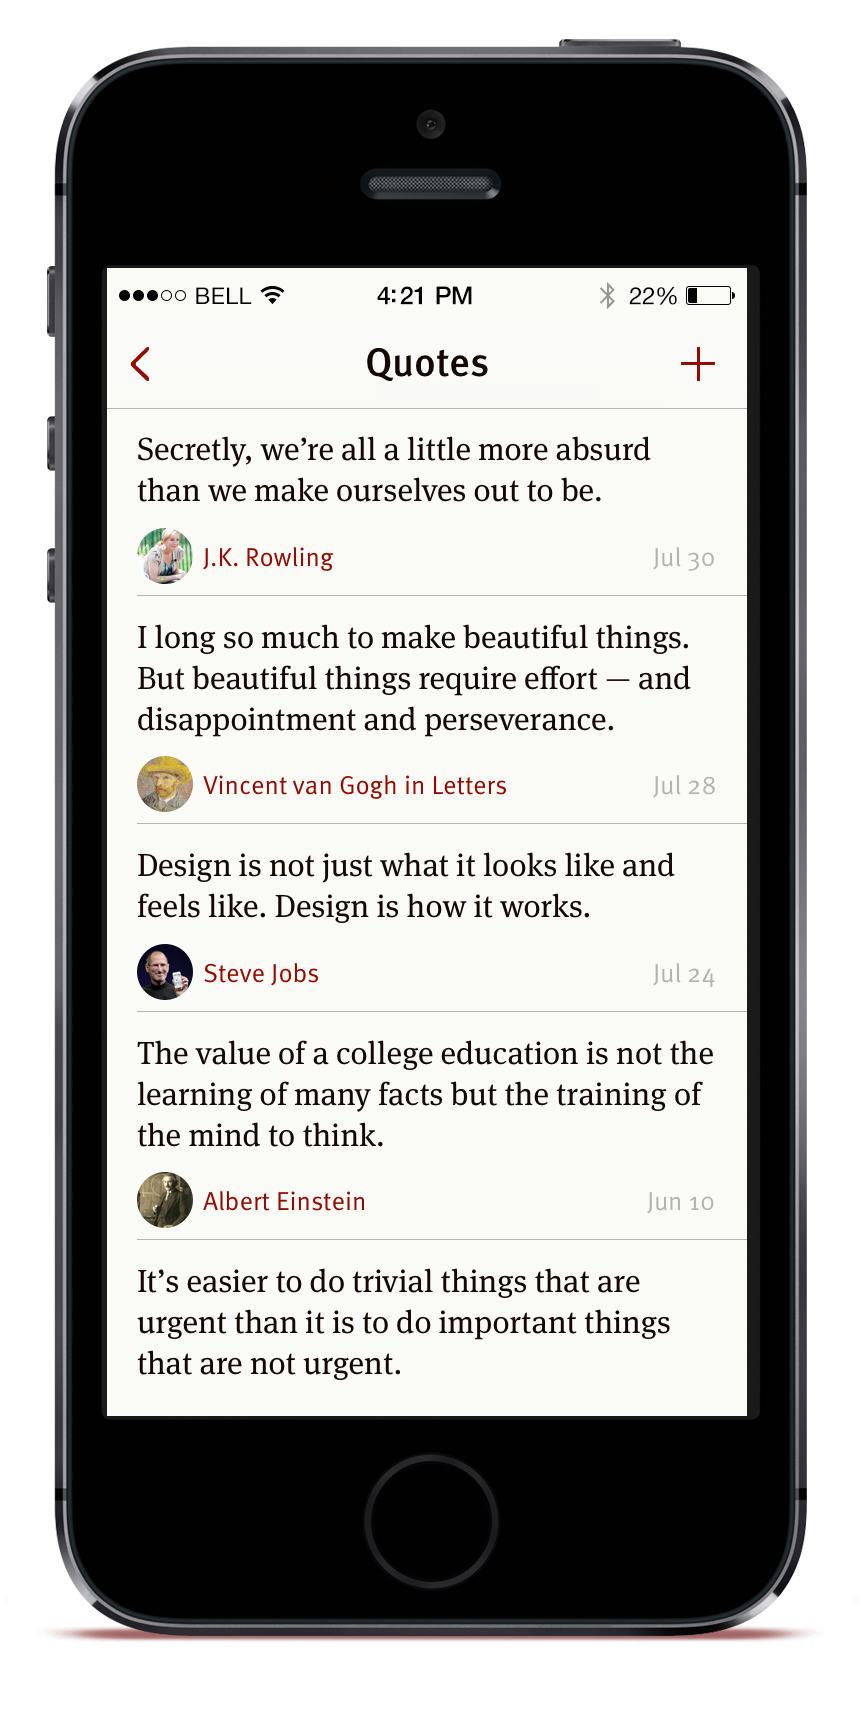 BELL 4:21 PM 22%
Quotes
Secretly, we’re all a little more absurd
than we make ourselves out to be.
J.K. Rowling Jul 30
I long so much to make beautiful things.
But beautiful things require effort — and
disappointment and perseverance.
Vincent van Gogh in Letters Jul 28
Design is not just what it looks like and
feels like. Design is how it works.
Steve Jobs Jul 24
The value of a college education is not the
learning of many facts but the training of
the mind to think.
Albert Einstein Jun 10
It’s easier to do trivial things that are
urgent than it is to do important things
that are not urgent.